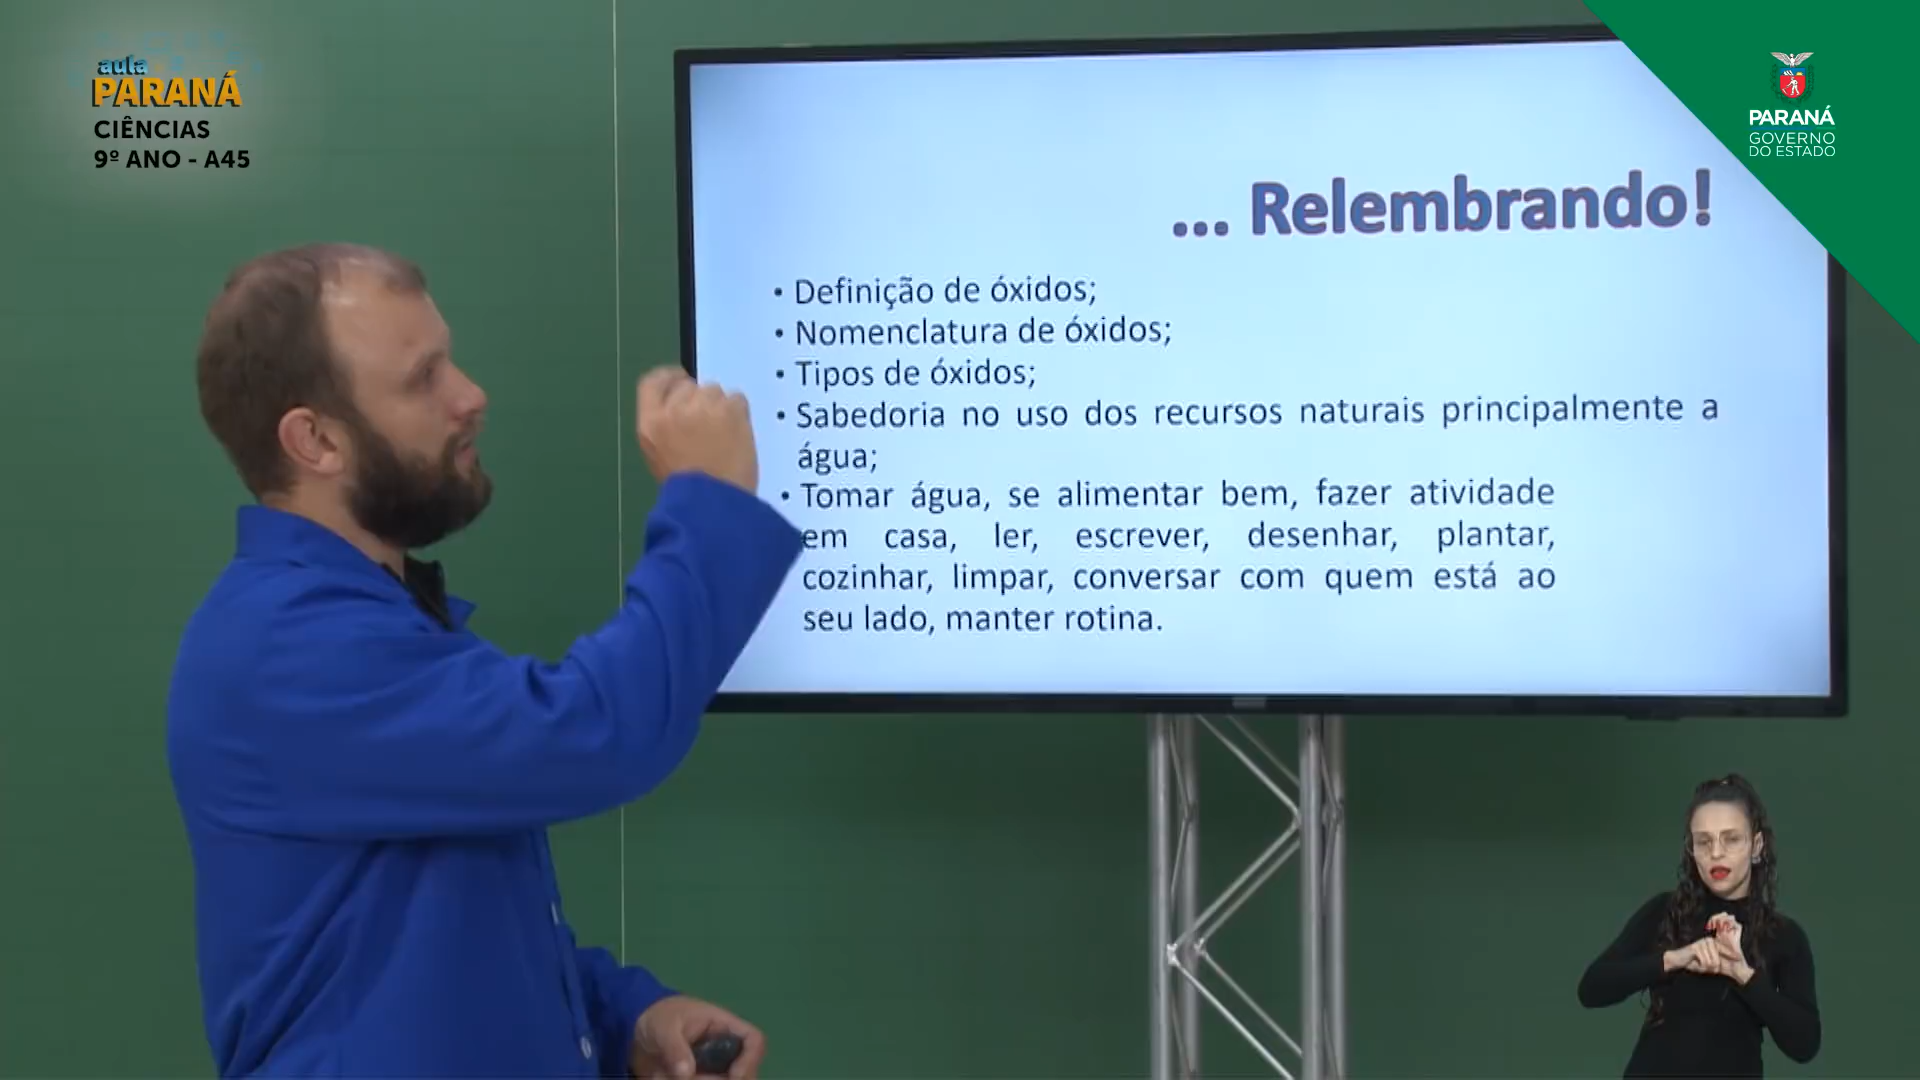 aula
PARANÁ
CIÊNCIAS
9º ANO - A45
PARANÁ
GOVERNO
DO ESTADO
... Relembrando!
• Definição de óxidos;
• Nomenclatura de óxidos;
• Tipos de óxidos;
• Sabedoria no uso dos recursos naturais principalmente a
água;
• Tomar água, se alimentar bem, fazer atividade
em casa, ler, escrever, desenhar, plantar,
cozinhar, limpar, conversar com quem está ao
seu lado, manter rotina.